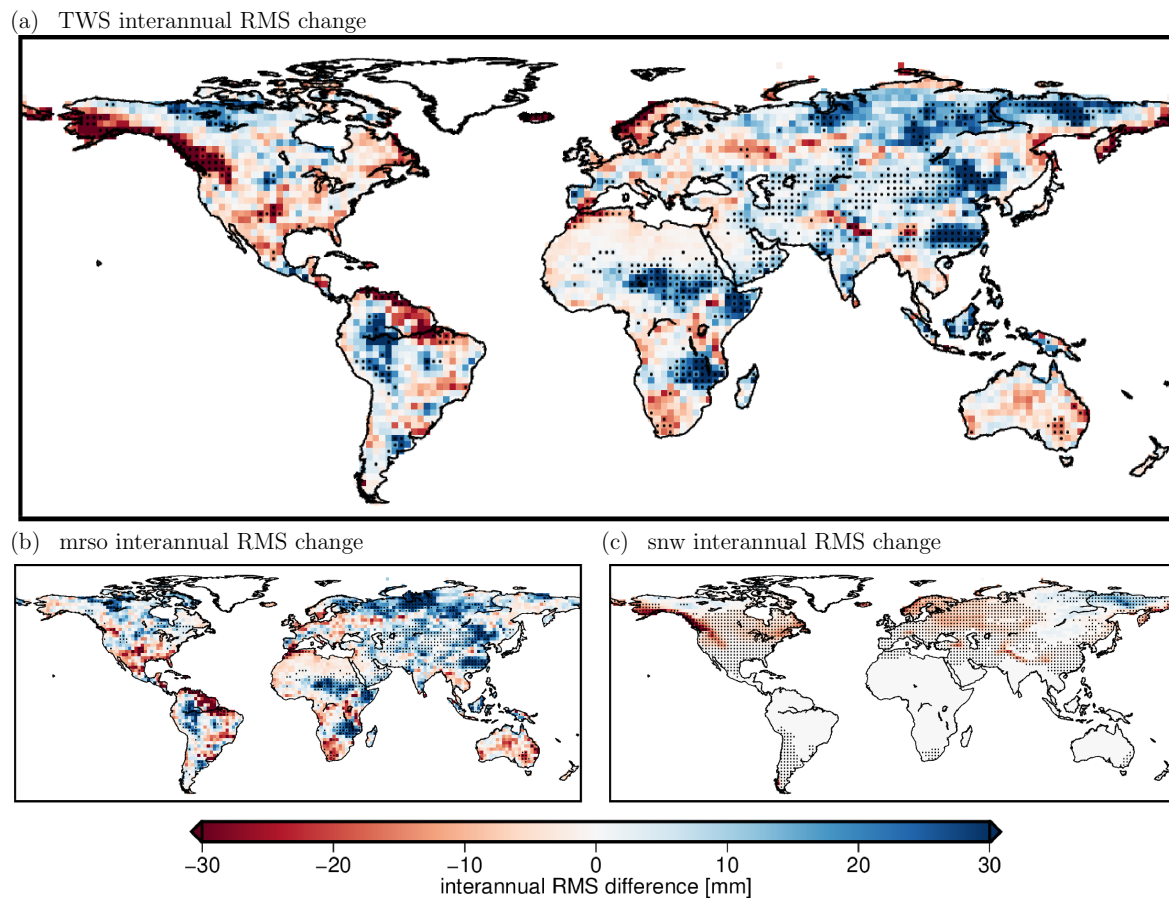 (a) TWS interannual RMS change
(b) mrso interannual RMS change
(c) snw interannual RMS change
−30 −20 −10 0 10 20 30
interannual RMS difference [mm]